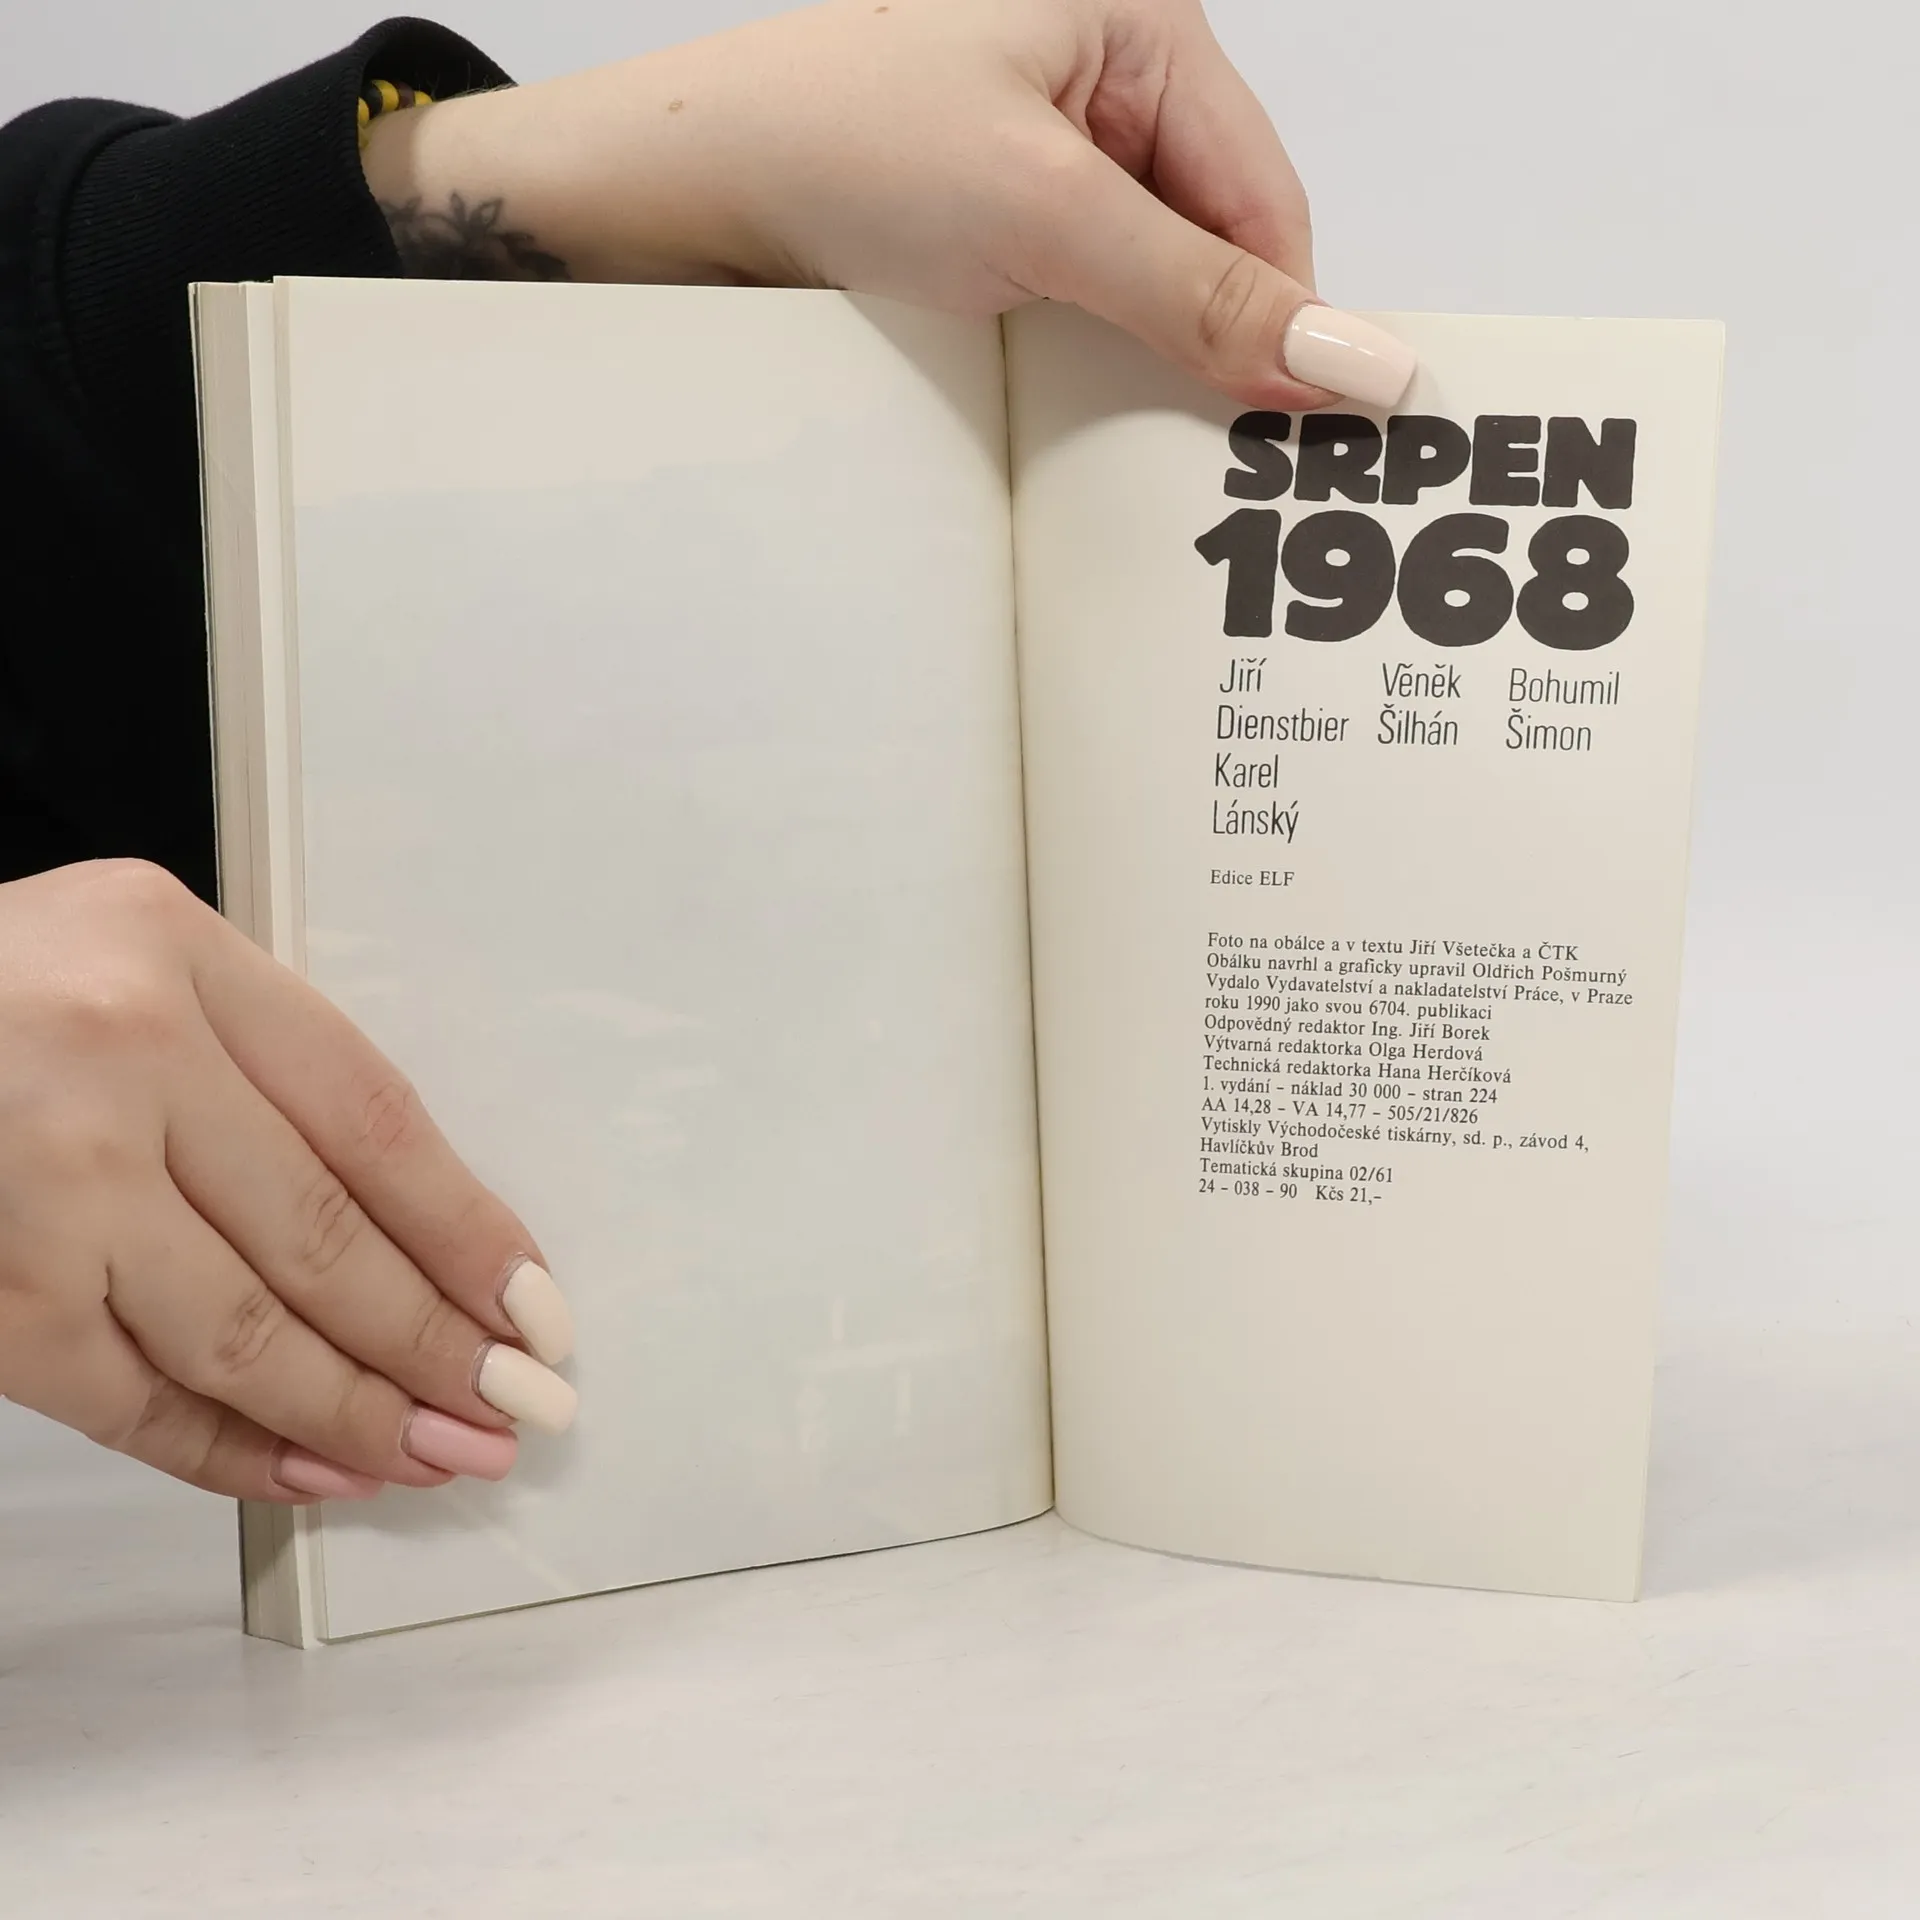 SRPEN
1968
Jiří Věněk Bohumil
Dienstbier Šilhán Šimon
Karel
Lánský
Edice ELF
Foto na obálce a v textu Jiří Všetečka a ČTK
Obálku navrhl a graficky upravil Oldřich Pošmurný
Vydalo Vydavatelství a nakladatelství Práce, v Praze
roku 1990 jako svou 6704. publikaci
Odpovědný redaktor Ing. Jiří Borek
Výtvarná redaktorka Olga Herdová
Technická redaktorka Hana Herčíková
1. vydání – náklad 30 000 – stran 224
AA 14,28 – VA 14,77 – 505/21/826
Vytiskly Východočeské tiskárny, sd. p., závod 4,
Havlíčkův Brod
Tematická skupina 02/61
24 – 038 – 90 Kčs 21,–